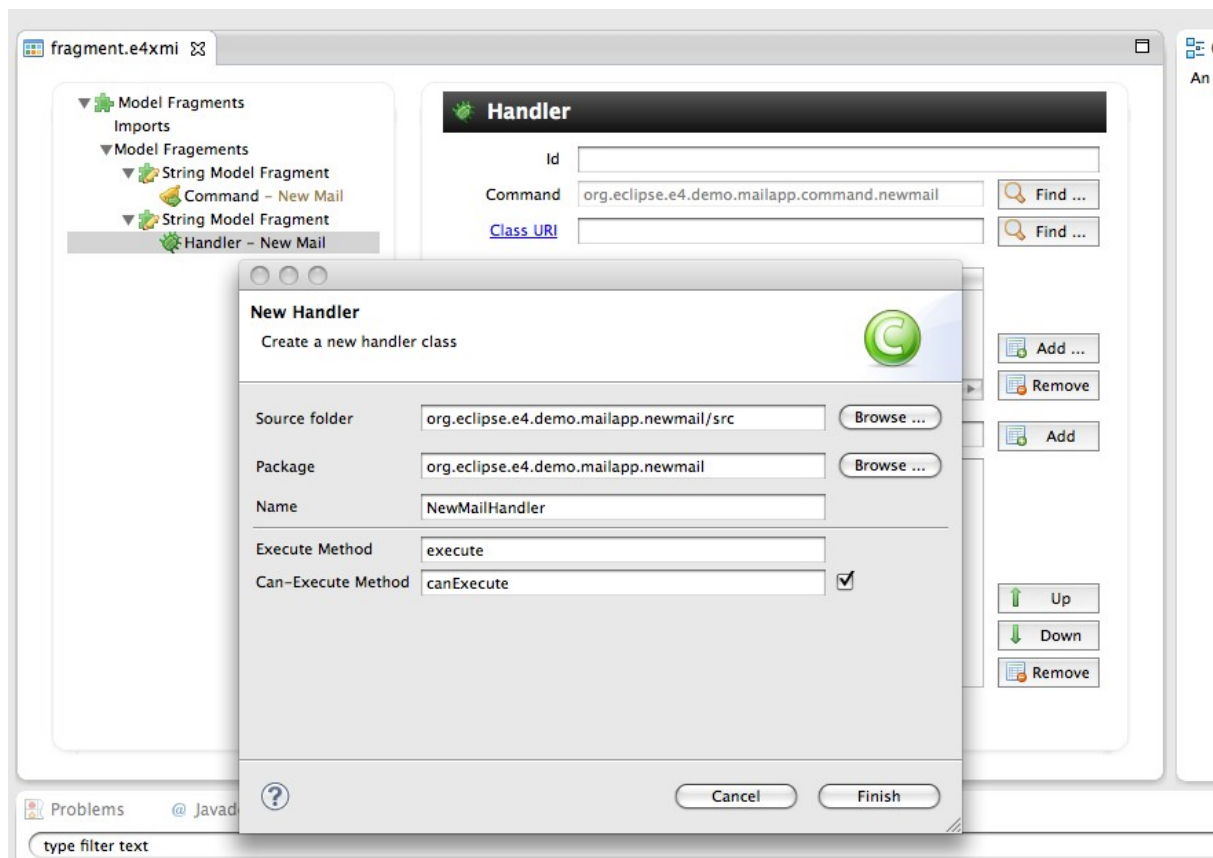 fragment.e4xmi
An
Model Fragments
Imports
Model Fragements
String Model Fragment
Command – New Mail
String Model Fragment
Handler – New Mail
Handler
Id
Command org.eclipse.e4.demo.mailapp.command.newmail Find ...
Class URI Find ...
Add ...
Remove
Add
Up
Down
Remove
New Handler
Create a new handler class
Source folder org.eclipse.e4.demo.mailapp.newmail/src Browse ...
Package org.eclipse.e4.demo.mailapp.newmail Browse ...
Name NewMailHandler
Execute Method execute
Can-Execute Method canExecute
Cancel Finish
Problems @ Javad
type filter text